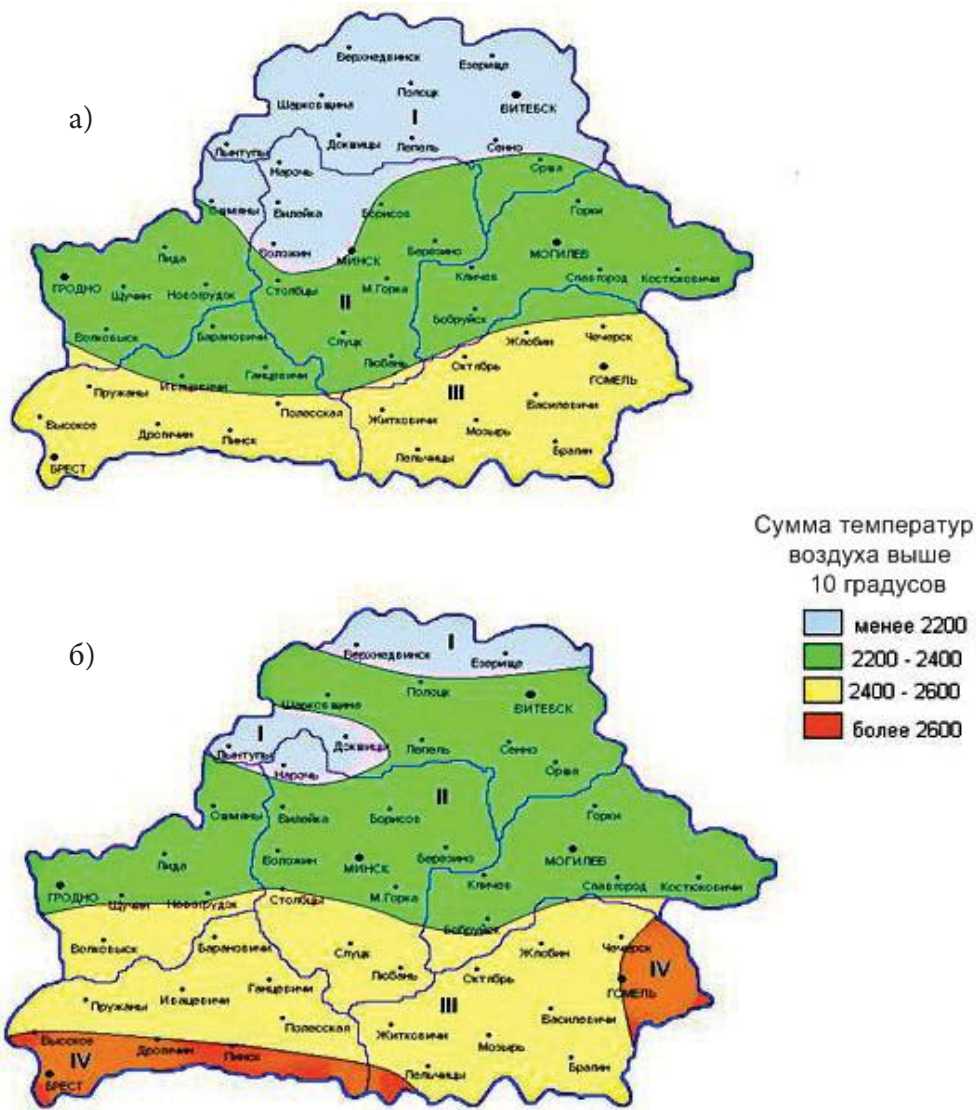 а)
Верхнедвинск
Езерище
Полоцк
Шарковщина
ВИТЕБСК
I
Докшицы
Лепель
Сенно
Лынтупы
Нарочь
Орша
Ошмяны
Вилейка
Борисов
Горки
Воложин
МИНСК
Березино
МОГИЛЕВ
Лида
ГРОДНО
Щучин
Новогрудок
Столбцы
М.Горка
Кличев
Славгород
Костюковичи
II
Волковыск
Барановичи
Слуцк
Бобруйск
Жлобин
Чечерск
Любань
Октябрь
Ганцевичи
Ивацевичи
ГОМЕЛЬ
Пружаны
III
Василевичи
Полесская
Житковичи
Высокое
Дрогичин
Пинск
Мозырь
БРЕСТ
Лельчицы
Брагин
Сумма температур
воздуха выше
10 градусов
менее 2200
2200 - 2400
2400 - 2600
более 2600
б)
I
Верхнедвинск
Езерище
Полоцк
Шарковщина
ВИТЕБСК
I
Докшицы
Лепель
Сенно
Лынтупы
Нарочь
Орша
II
Ошмяны
Вилейка
Борисов
Горки
Лида
Воложин
МИНСК
Березино
МОГИЛЕВ
ГРОДНО
Щучин
Новогрудок
Столбцы
М.Горка
Кличев
Славгород
Костюковичи
Бобруйск
Волковыск
Барановичи
Слуцк
Жлобин
Чечерск
Любань
Октябрь
IV
ГОМЕЛЬ
Пружаны
Ивацевичи
Ганцевичи
III
Василевичи
Полесская
Житковичи
Мозырь
Высокое
IV
Дрогичин
Пинск
БРЕСТ
Лельчицы
Брагин